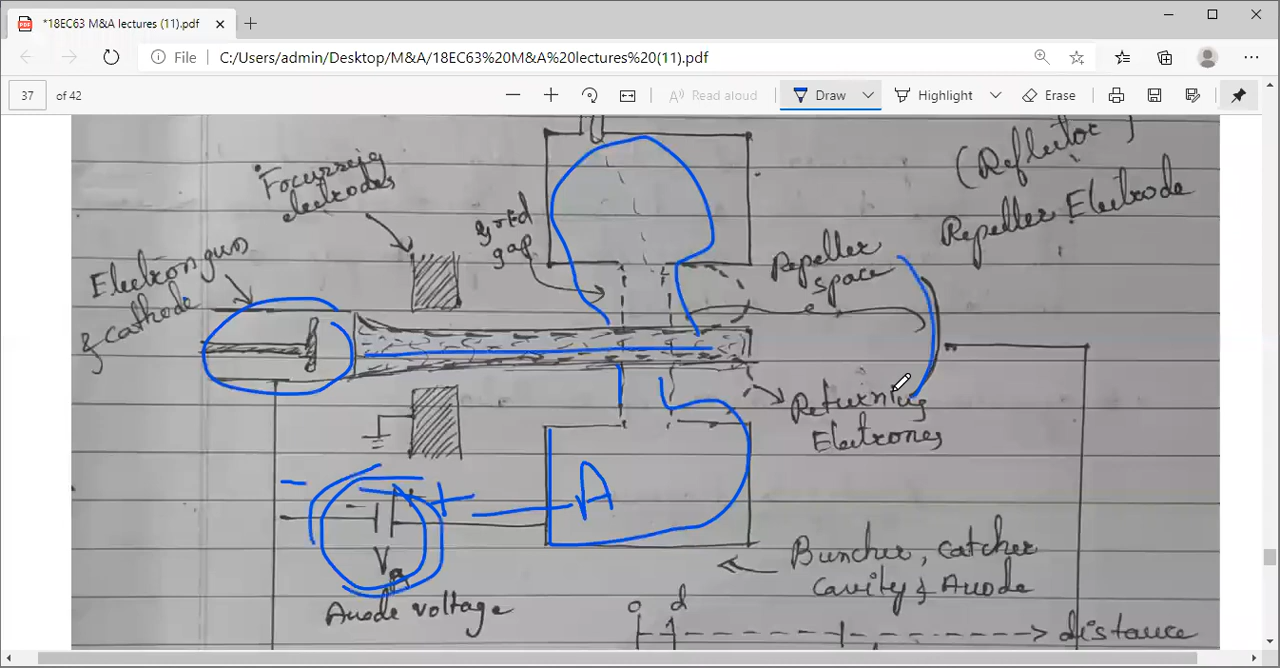 *18EC63 M&A lectures (11).pdf
File
C:/Users/admin/Desktop/M&A/18EC63%20M&A%20lectures%20(11).pdf
37
of 42
Read aloud
Draw
Highlight
Erase
(Reflector)
Repeller Electrode
Focussing
electrodes
grid
gap
Repeller
space
Electron gun
& cathode
Returning
Electrones
A
- +
-
Va
Anode voltage
Buncher, catcher
cavity & Anode
o d
distance